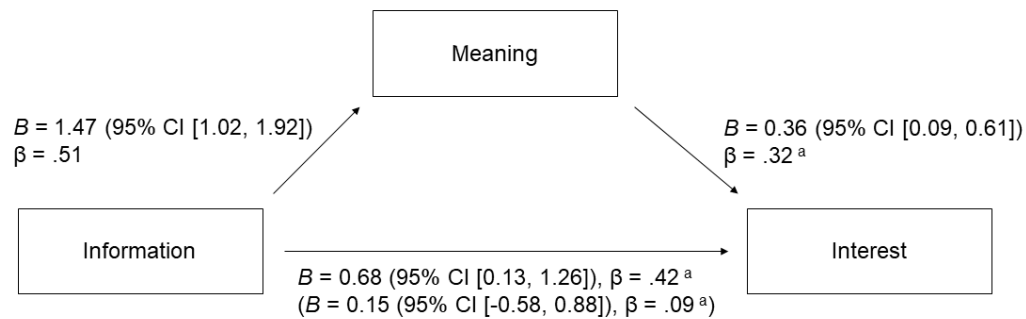 Meaning
B = 1.47 (95% CI [1.02, 1.92])
β = .51
B = 0.36 (95% CI [0.09, 0.61])
β = .32 ᵃ
Information
Interest
B = 0.68 (95% CI [0.13, 1.26]), β = .42 ᵃ
(B = 0.15 (95% CI [-0.58, 0.88]), β = .09 ᵃ)